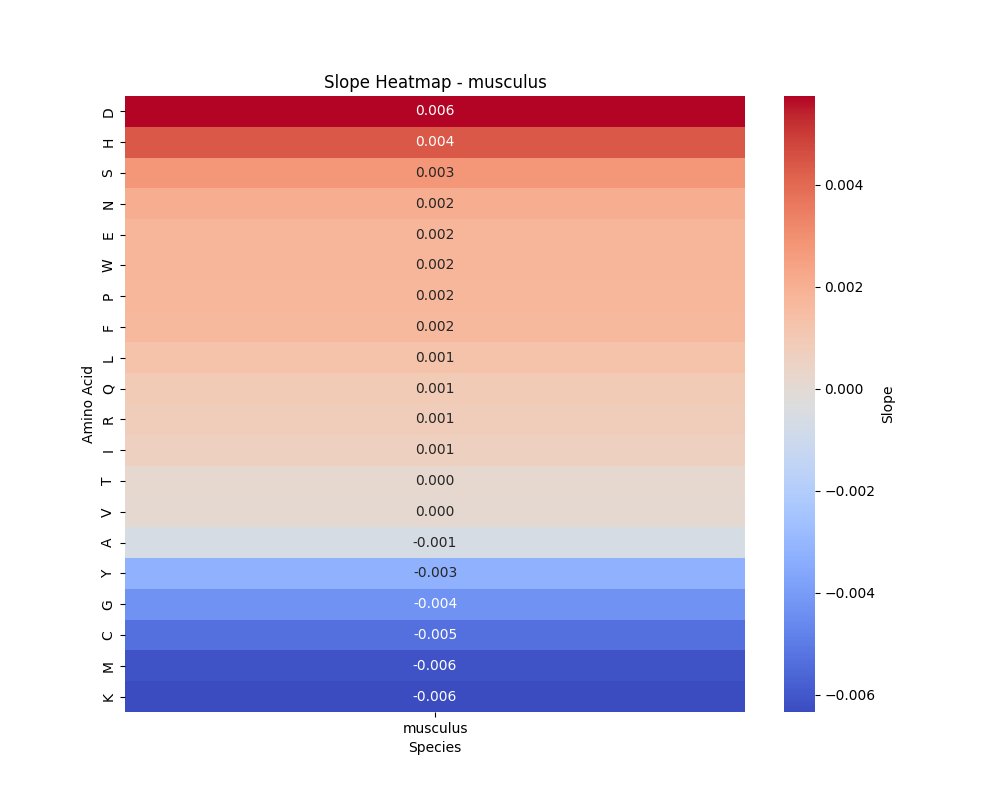 Slope Heatmap - musculus
D 0.006
H 0.004
S 0.003
N 0.002
E 0.002
W 0.002
P 0.002
F 0.002
L 0.001
Q 0.001
R 0.001
I 0.001
T 0.000
V 0.000
A -0.001
Y -0.003
G -0.004
C -0.005
M -0.006
K -0.006
Amino Acid
musculus
Species
0.004
0.002
0.000
−0.002
−0.004
−0.006
Slope